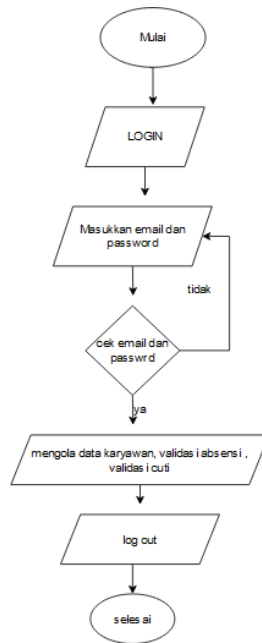 Mulai
LOGIN
Masukkan email dan
password
tidak
cek email dan
passwrd
ya
mengola data karyawan, validasi absensi ,
validasi cuti
log out
selesai